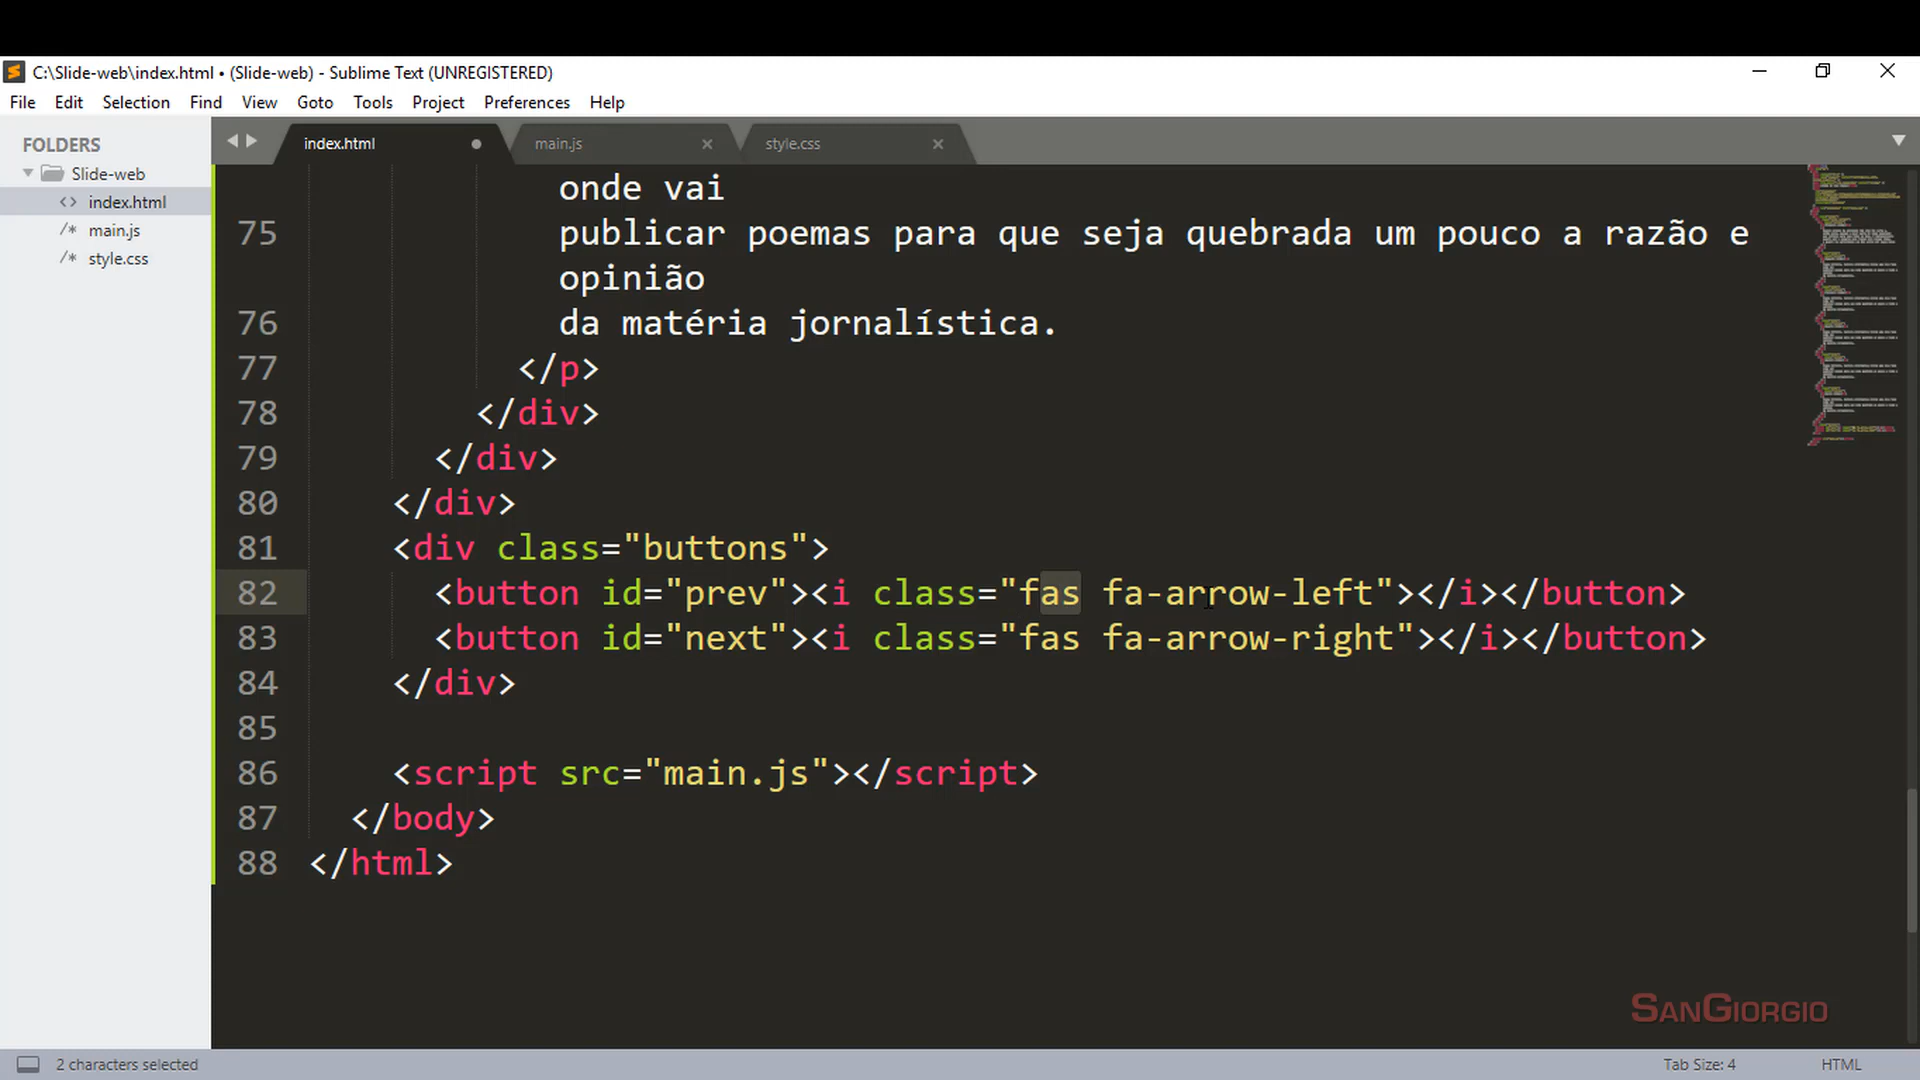 C:\Slide-web\index.html • (Slide-web) - Sublime Text (UNREGISTERED)
File Edit Selection Find View Goto Tools Project Preferences Help
FOLDERS
Slide-web
<> index.html
/* main.js
/* style.css
index.html main.js style.css
onde vai
75 publicar poemas para que seja quebrada um pouco a razão e
opinião
76 da matéria jornalística.
77 </p>
78 </div>
79 </div>
80 </div>
81 <div class="buttons">
82 <button id="prev"><i class="fas fa-arrow-left"></i></button>
83 <button id="next"><i class="fas fa-arrow-right"></i></button>
84 </div>
85
86 <script src="main.js"></script>
87 </body>
88 </html>
SANGIORGIO
2 characters selected Tab Size: 4 HTML